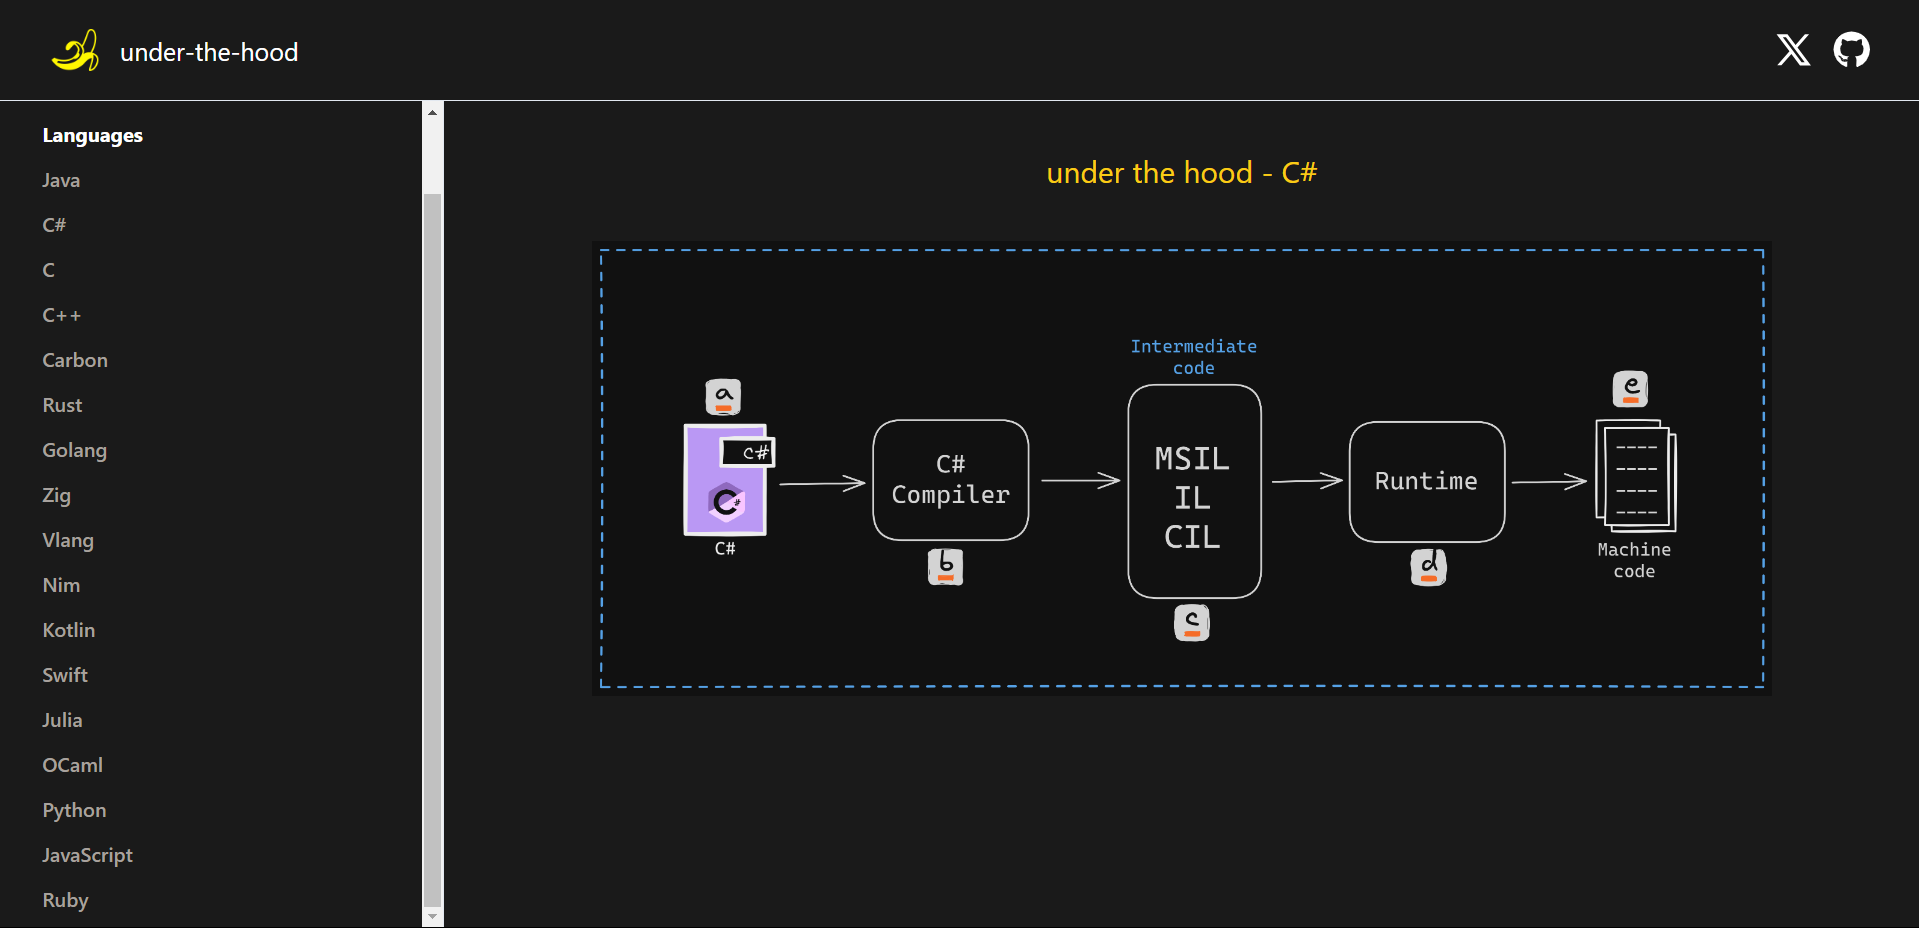 under-the-hood
Languages
Java
C#
C
C++
Carbon
Rust
Golang
Zig
Vlang
Nim
Kotlin
Swift
Julia
OCaml
Python
JavaScript
Ruby
under the hood - C#
a
C#
C#
C#
C#
Compiler
b
Intermediate
code
MSIL
IL
CIL
c
Runtime
d
e
Machine
code